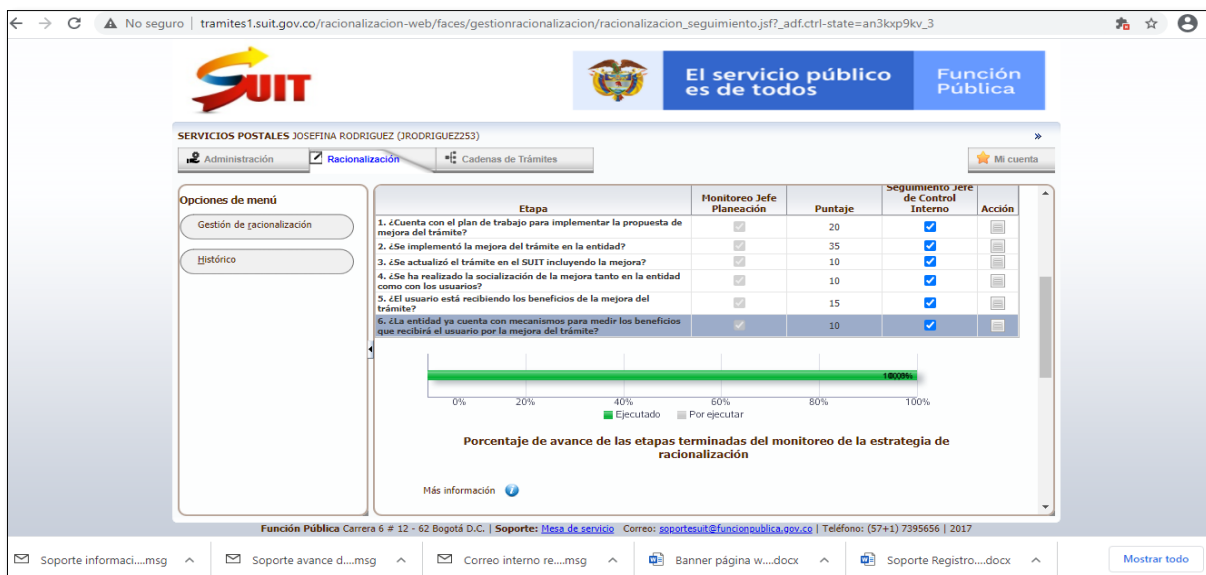 No seguro | tramites1.suit.gov.co/racionalizacion-web/faces/gestionracionalizacion/racionalizacion_seguimiento.jsf?_adf.ctrl-state=an3kxp9kv_3
SUIT
El servicio público
es de todos
Función
Pública
SERVICIOS POSTALES JOSEFINA RODRIGUEZ (JRODRIGUEZ253)
»
Administración
Racionalización
Cadenas de Trámites
Mi cuenta
Opciones de menú
Gestión de racionalización
Histórico
Etapa
Monitoreo Jefe
Planeación
Puntaje
Seguimiento Jefe
de Control
Interno
Acción
1. ¿Cuenta con el plan de trabajo para implementar la propuesta de
mejora del trámite?
20
2. ¿Se implementó la mejora del trámite en la entidad?
35
3. ¿Se actualizó el trámite en el SUIT incluyendo la mejora?
10
4. ¿Se ha realizado la socialización de la mejora tanto en la entidad
como con los usuarios?
10
5. ¿El usuario está recibiendo los beneficios de la mejora del
trámite?
15
6. ¿La entidad ya cuenta con mecanismos para medir los beneficios
que recibirá el usuario por la mejora del trámite?
10
0% 20% 40% 60% 80% 100%
Ejecutado Por ejecutar
Porcentaje de avance de las etapas terminadas del monitoreo de la estrategia de
racionalización
Más información
Función Pública Carrera 6 # 12 - 62 Bogotá D.C. | Soporte: Mesa de servicio Correo: soportesuit@funcionpublica.gov.co | Teléfono: (57+1) 7395656 | 2017
Soporte informaci....msg
Soporte avance d....msg
Correo interno re....msg
Banner página w....docx
Soporte Registro....docx
Mostrar todo